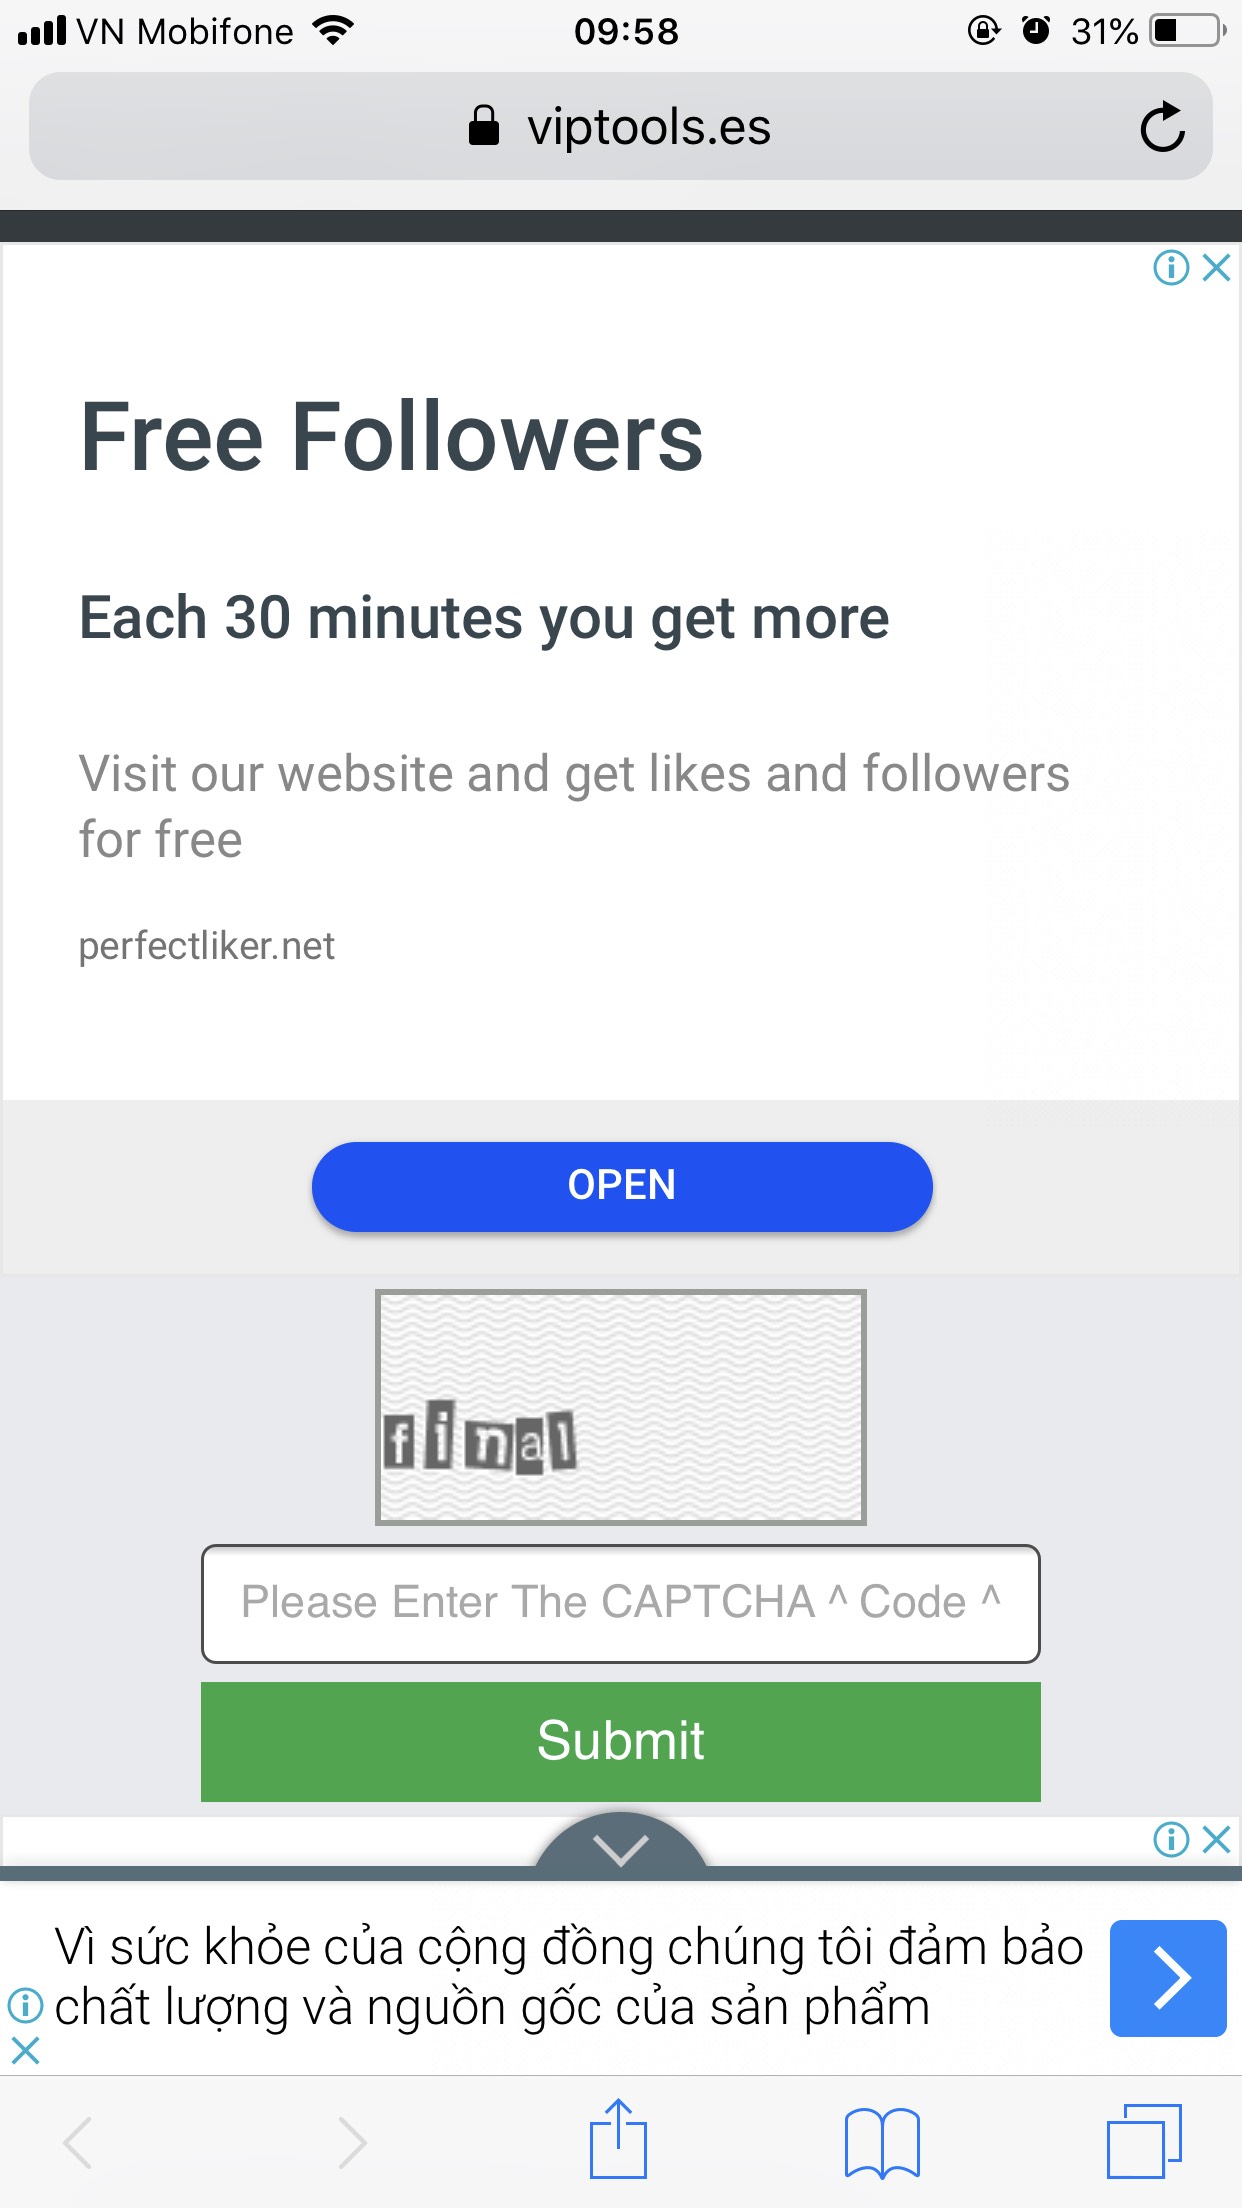 VN Mobifone
09:58
31%
viptools.es
Free Followers
Each 30 minutes you get more
Visit our website and get likes and followers
for free
perfectliker.net
OPEN
final
Please Enter The CAPTCHA ^ Code ^
Submit
Vì sức khỏe của cộng đồng chúng tôi đảm bảo
chất lượng và nguồn gốc của sản phẩm